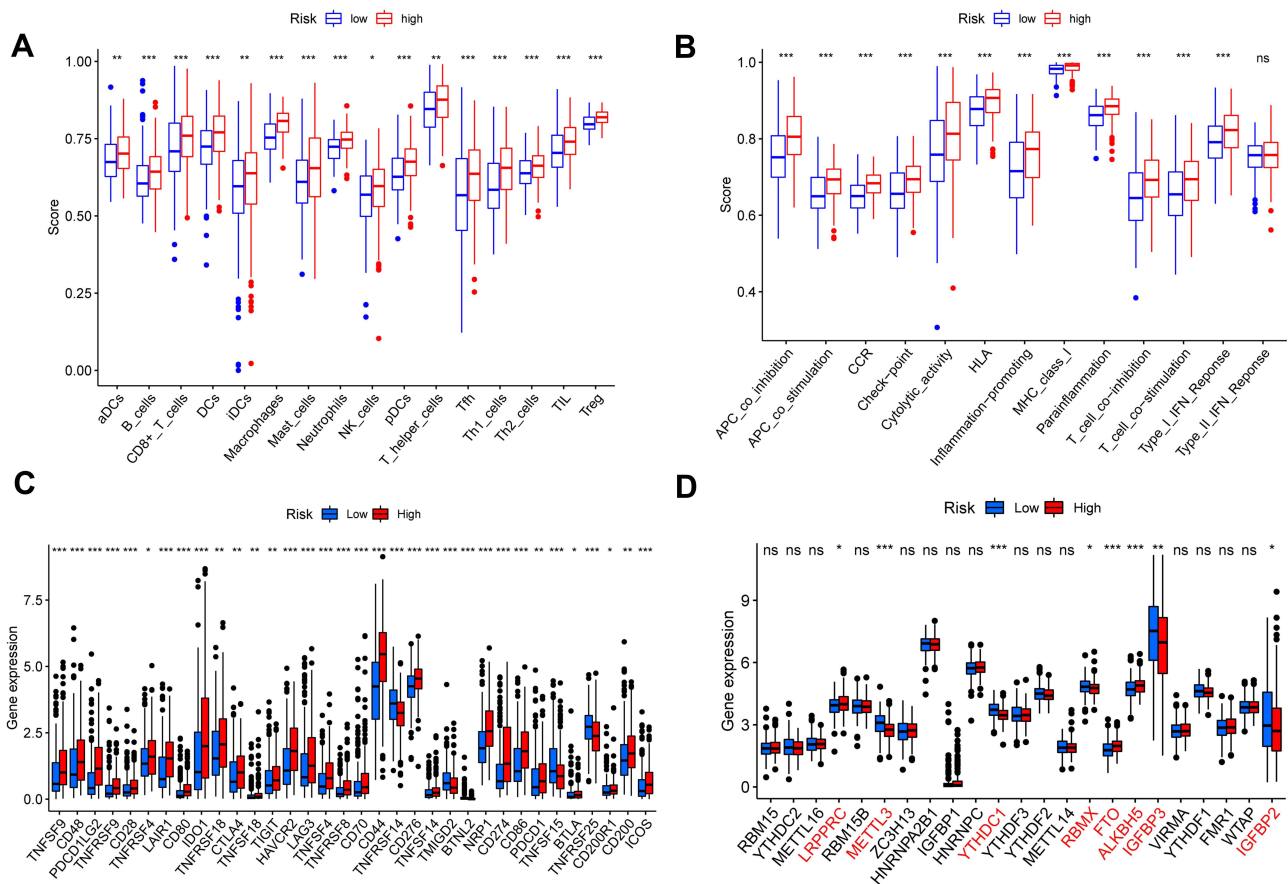 A
Risk low high
Score
1.00
0.75
0.50
0.25
0.00
** *** *** *** ** *** *** *** * *** ** *** *** *** *** ***
aDCs
B_cells
CD8+_T_cells
DCs
iDCs
Macrophages
Mast_cells
Neutrophils
NK_cells
pDCs
T_helper_cells
Tfh
Th1_cells
Th2_cells
TIL
Treg
B
Risk low high
Score
1.0
0.8
0.6
0.4
*** *** *** *** *** *** *** *** *** *** *** *** ns
APC_co_inhibition
APC_co_stimulation
CCR
Check-point
Cytolytic_activity
HLA
Inflammation-promoting
MHC_class_I
Parainflammation
T_cell_co-inhibition
T_cell_co-stimulation
Type_I_IFN_Reponse
Type_II_IFN_Reponse
C
Risk Low High
Gene expression
7.5
5.0
2.5
0.0
*** *** *** *** *** * *** *** *** ** ** ** ** *** *** *** *** *** *** *** *** *** *** *** *** *** ** *** * *** * ** ***
TNFSF9
CD48
PDCD1LG2
TNFRSF9
CD28
TNFRSF4
LAIR1
CD80
IDO1
TNFRSF18
CTLA4
TNFSF18
TIGIT
HAVCR2
LAG3
TNFSF4
TNFRSF8
CD70
CD44
TNFRSF14
CD276
TNFSF14
TMIGD2
BTNL2
NRP1
CD274
CD86
PDCD1
TNFSF15
BTLA
TNFRSF25
CD200R1
CD200
ICOS
D
Risk Low High
Gene expression
9
6
3
0
ns ns ns * ns *** ns ns ns ns *** ns ns ns * *** *** ** ns ns ns ns *
RBM15
YTHDC2
METTL16
LRPPRC
RBM15B
METTL3
ZC3H13
HNRNPA2B1
IGFBP1
HNRNPC
YTHDC1
YTHDF3
YTHDF2
METTL14
RBMX
FTO
ALKBH5
IGFBP3
VIRMA
YTHDF1
FMR1
WTAP
IGFBP2